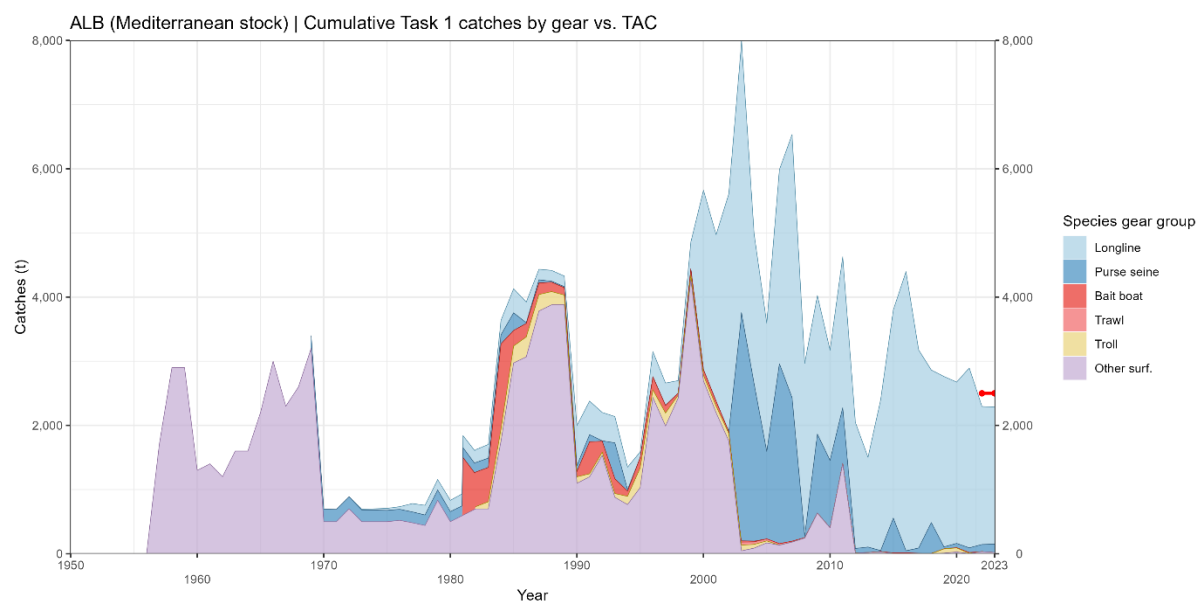 ALB (Mediterranean stock) | Cumulative Task 1 catches by gear vs. TAC
8,000
6,000
4,000
2,000
0
Catches (t)
8,000
6,000
4,000
2,000
0
1950
1960
1970
1980
1990
2000
2010
2020
2023
Year
Species gear group
Longline
Purse seine
Bait boat
Trawl
Troll
Other surf.